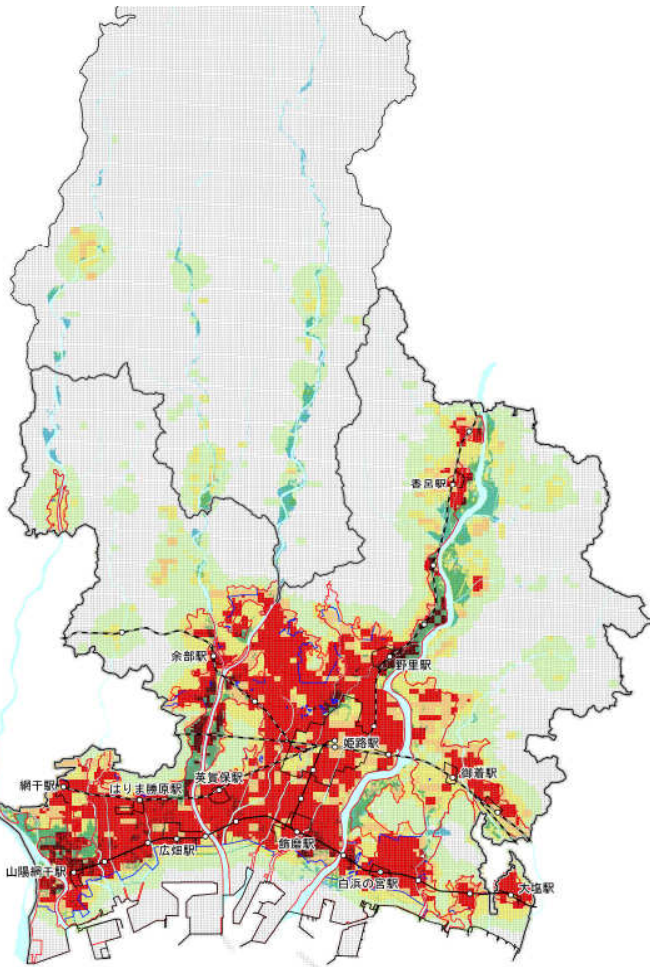 香呂駅
余部駅
野里駅
姫路駅
御着駅
網干駅
はりま勝原駅
英賀保駅
広畑駅
飾磨駅
山陽網干駅
白浜の宮駅
大塩駅